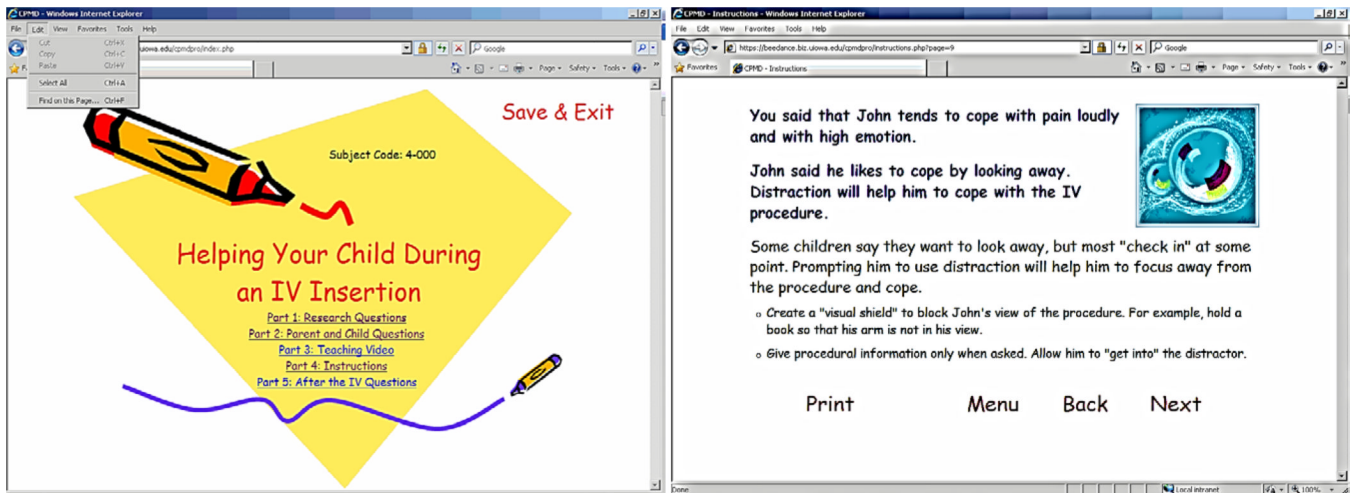 CPMD - Windows Internet Explorer
File Edit View Favorites Tools Help
Cut Ctrl+X
Copy Ctrl+C
Paste Ctrl+V
Select All Ctrl+A
Find on this Page... Ctrl+F
uiowa.edu/cpmdpro/index.php
Google
Page Safety Tools
Save & Exit
Subject Code: 4-000
Helping Your Child During
an IV Insertion
Part 1: Research Questions
Part 2: Parent and Child Questions
Part 3: Teaching Video
Part 4: Instructions
Part 5: After the IV Questions
CPMD - Instructions - Windows Internet Explorer
File Edit View Favorites Tools Help
https://beedance.biz.uiowa.edu/cpmdpro/instructions.php?page=9
Google
Favorites CPMD - Instructions
Page Safety Tools
You said that John tends to cope with pain loudly
and with high emotion.
John said he likes to cope by looking away.
Distraction will help him to cope with the IV
procedure.
Some children say they want to look away, but most "check in" at some
point. Prompting him to use distraction will help him to focus away from
the procedure and cope.
o Create a "visual shield" to block John's view of the procedure. For example, hold a
book so that his arm is not in his view.
o Give procedural information only when asked. Allow him to "get into" the distractor.
Print Menu Back Next
Done
Local intranet
100%